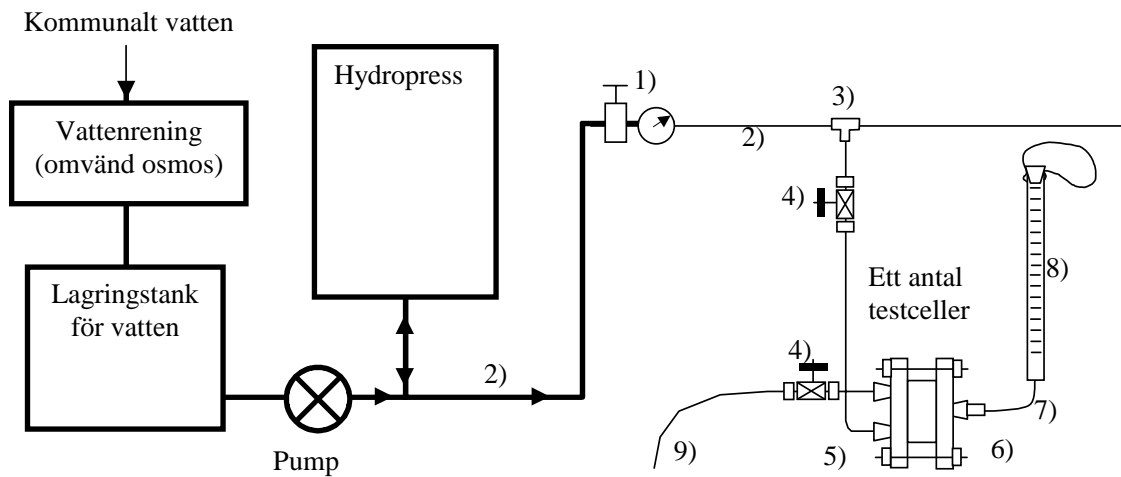 Kommunalt vatten
Vattenrening
(omvänd osmos)
Lagringstank
för vatten
Pump
Hydropress
2)
1)
2)
3)
4)
Ett antal
testceller
4)
5)
6)
7)
8)
9)